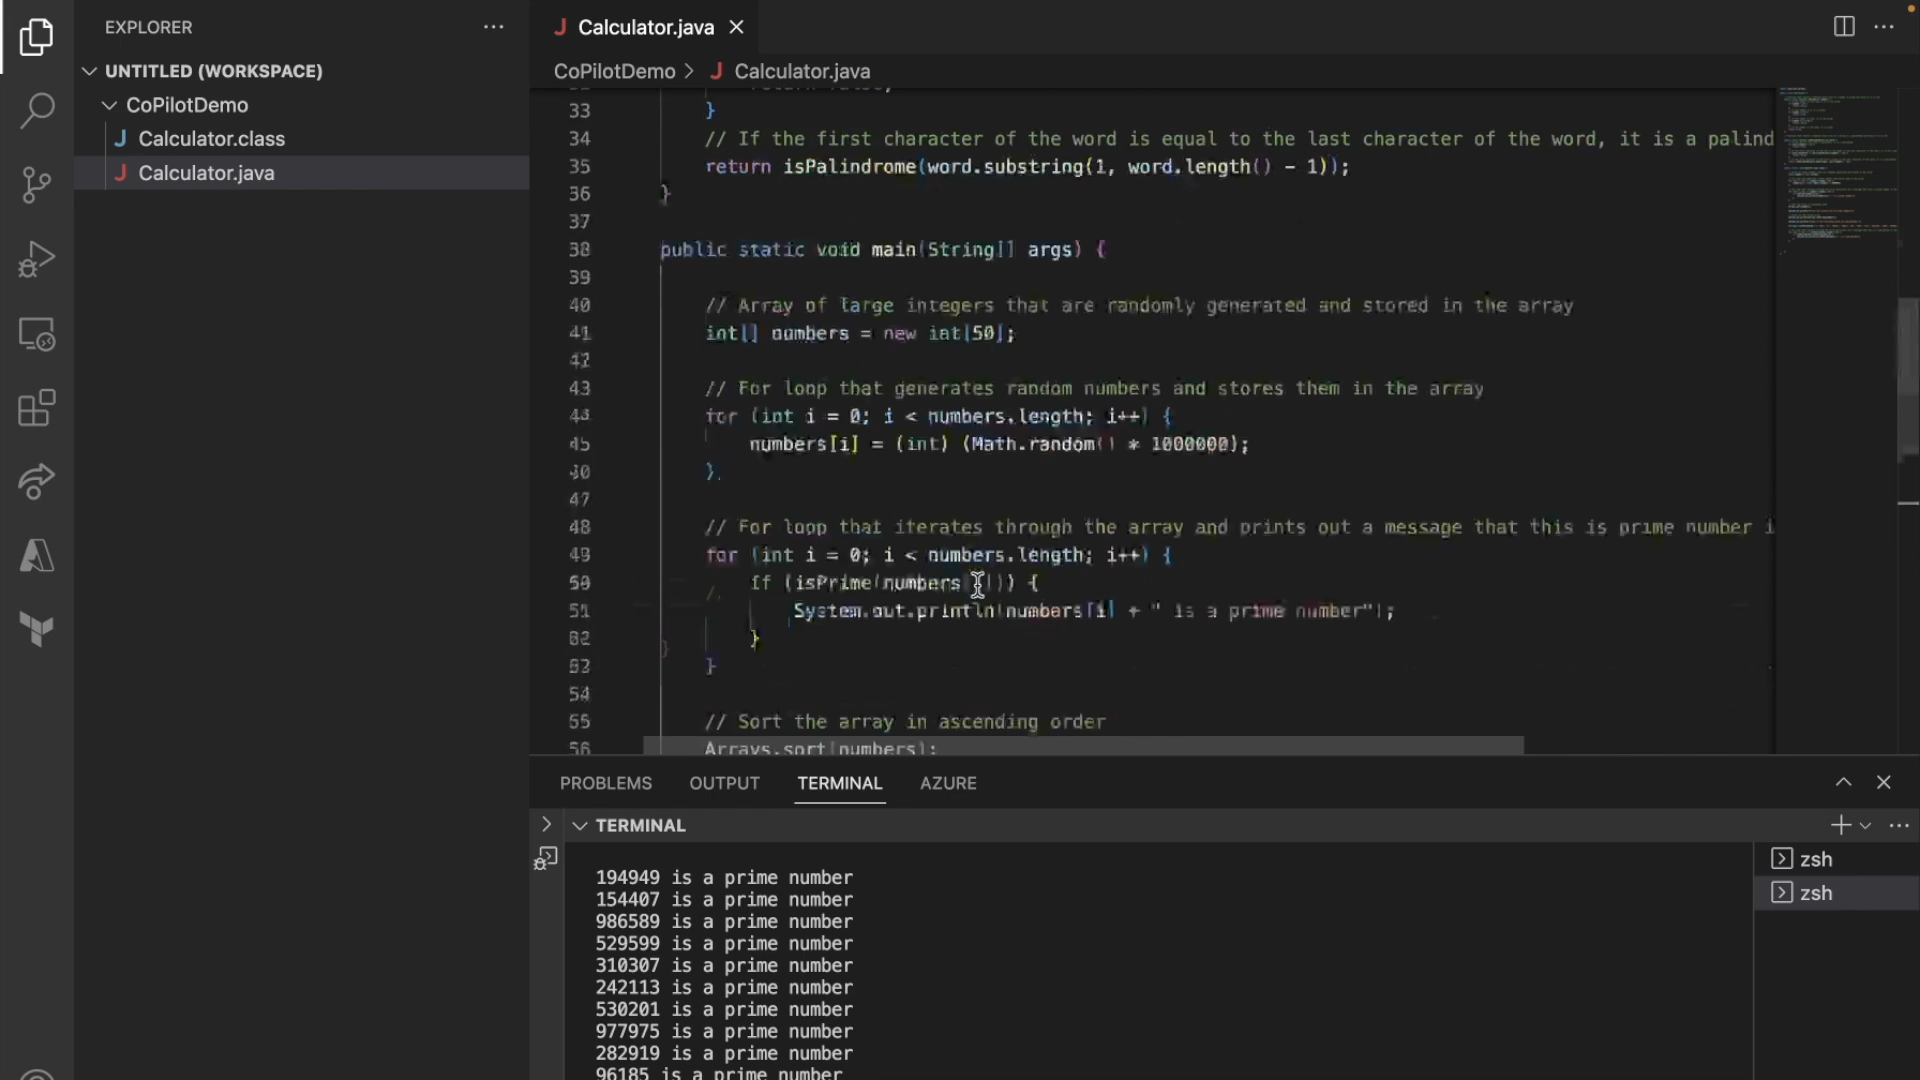 EXPLORER
UNTITLED (WORKSPACE)
CoPilotDemo
J Calculator.class
J Calculator.java
J Calculator.java
CoPilotDemo > J Calculator.java
33 }
34 // If the first character of the word is equal to the last character of the word, it is a palind
35 return isPalindrome(word.substring(1, word.length() - 1));
36 }
37
38 public static void main(String[] args) {
39
40 // Array of large integers that are randomly generated and stored in the array
41 int[] numbers = new int[50];
42
43 // For loop that generates random numbers and stores them in the array
44 for (int i = 0; i < numbers.length; i++) {
45 numbers[i] = (int) (Math.random() * 1000000);
46 }
47
48 // For loop that iterates through the array and prints out a message that this is prime number i
49 for (int i = 0; i < numbers.length; i++) {
50 if (isPrime(numbers[i])) {
51 System.out.println(numbers[i] + " is a prime number");
52 }
53 }
54
55 // Sort the array in ascending order
56 Arrays.sort(numbers);
PROBLEMS OUTPUT TERMINAL AZURE
TERMINAL
zsh
zsh
194949 is a prime number
154407 is a prime number
986589 is a prime number
529599 is a prime number
310307 is a prime number
242113 is a prime number
530201 is a prime number
977975 is a prime number
282919 is a prime number
96185 is a prime number